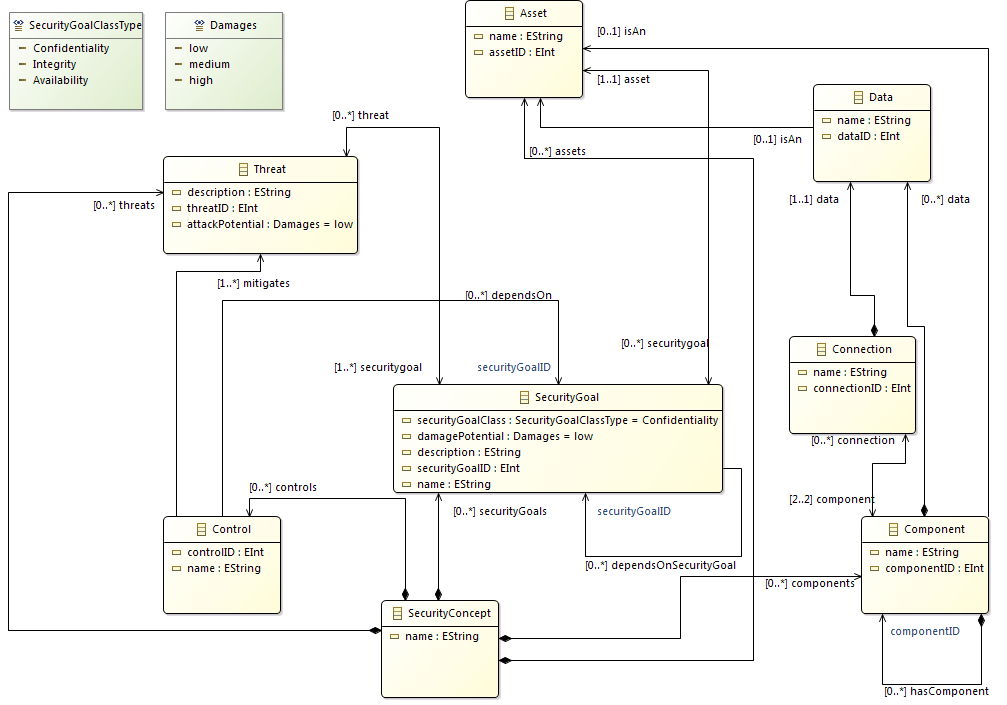 SecurityGoalClassType
Confidentiality
Integrity
Availability
Damages
low
medium
high
Asset
name : EString
assetID : EInt
[0..1] isAn
[1..1] asset
Data
name : EString
dataID : EInt
[0..1] isAn
[0..*] assets
[0..*] threat
Threat
description : EString
threatID : EInt
attackPotential : Damages = low
[0..*] threats
[1..1] data
[0..*] data
[1..*] mitigates
[0..*] dependsOn
[0..*] securitygoal
Connection
name : EString
connectionID : EInt
[1..*] securitygoal
securityGoalID
SecurityGoal
securityGoalClass : SecurityGoalClassType = Confidentiality
damagePotential : Damages = low
description : EString
securityGoalID : EInt
name : EString
[0..*] connection
[0..*] controls
[2..2] component
[0..*] securityGoals
securityGoalID
Control
controlID : EInt
name : EString
Component
name : EString
componentID : EInt
[0..*] dependsOnSecurityGoal
[0..*] components
SecurityConcept
name : EString
componentID
[0..*] hasComponent